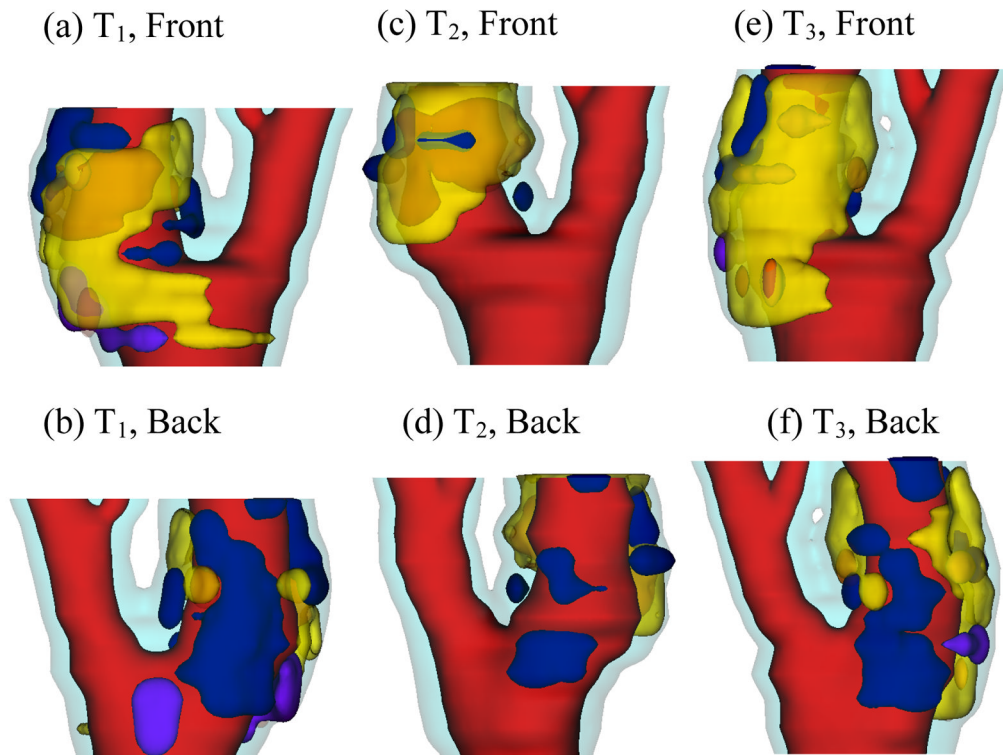 (a) T₁, Front
(c) T₂, Front
(e) T₃, Front
(b) T₁, Back
(d) T₂, Back
(f) T₃, Back